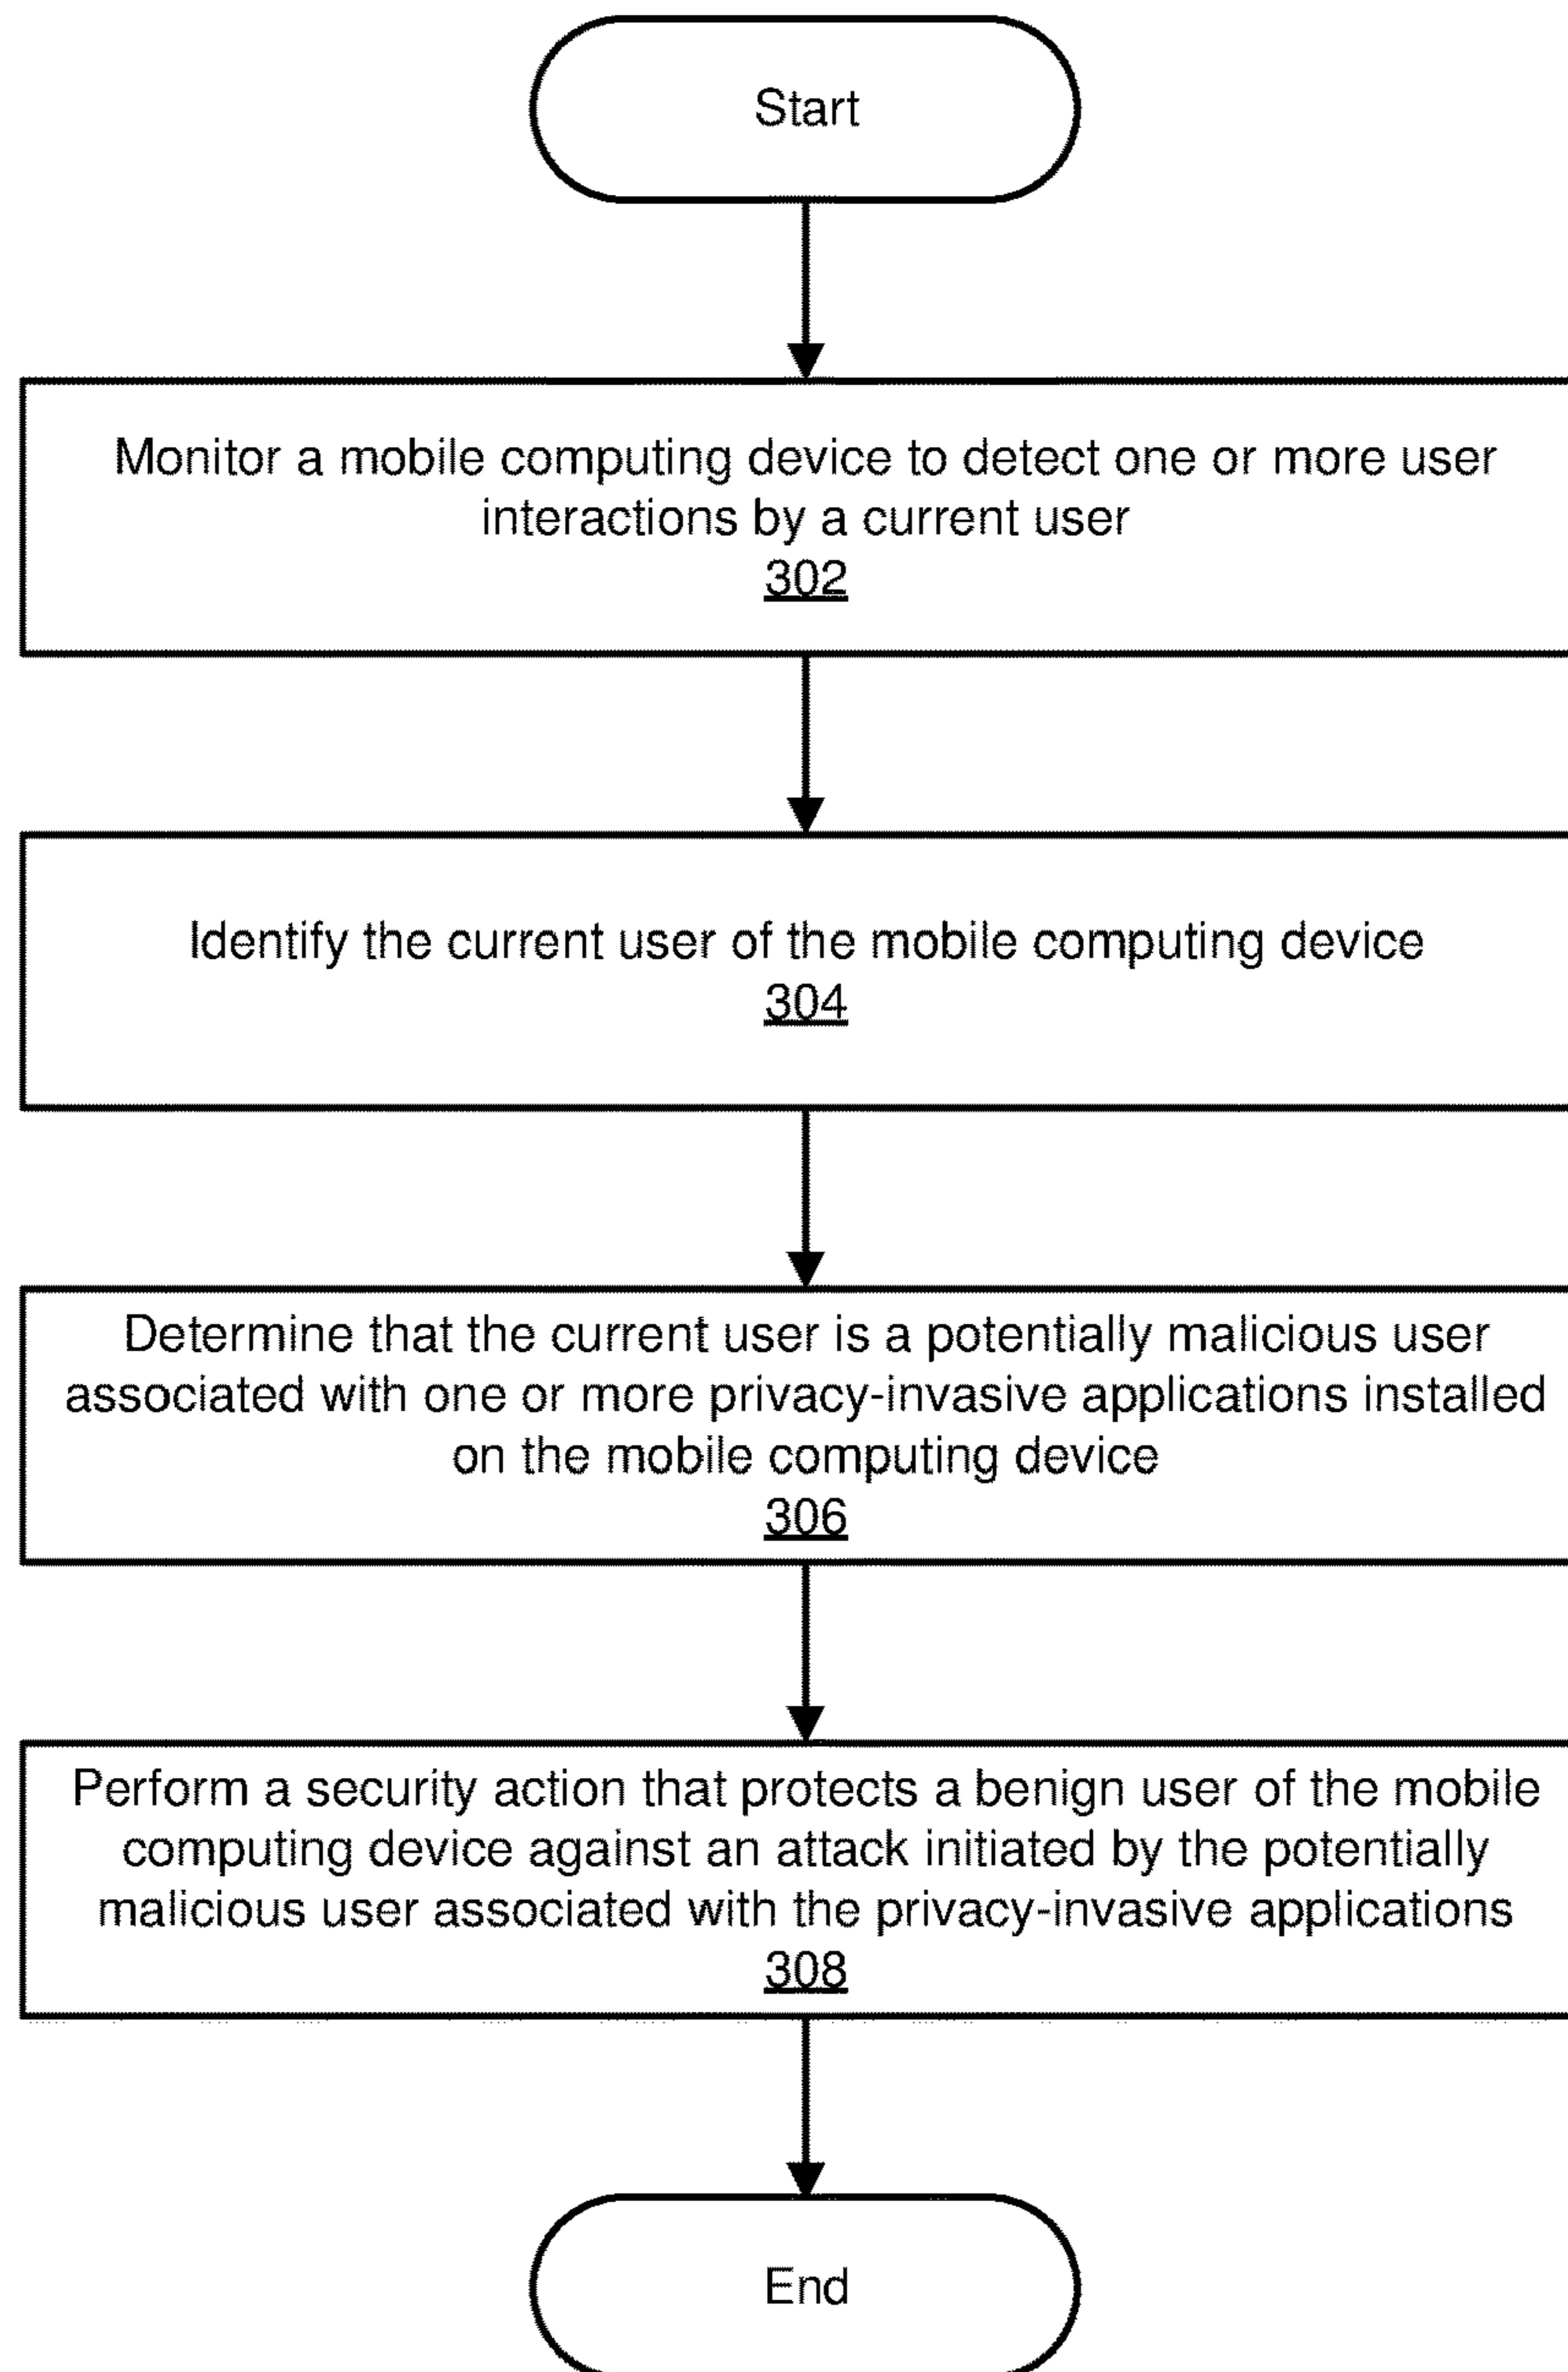 Start
Monitor a mobile computing device to detect one or more user
interactions by a current user
302
Identify the current user of the mobile computing device
304
Determine that the current user is a potentially malicious user
associated with one or more privacy-invasive applications installed
on the mobile computing device
306
Perform a security action that protects a benign user of the mobile
computing device against an attack initiated by the potentially
malicious user associated with the privacy-invasive applications
308
End